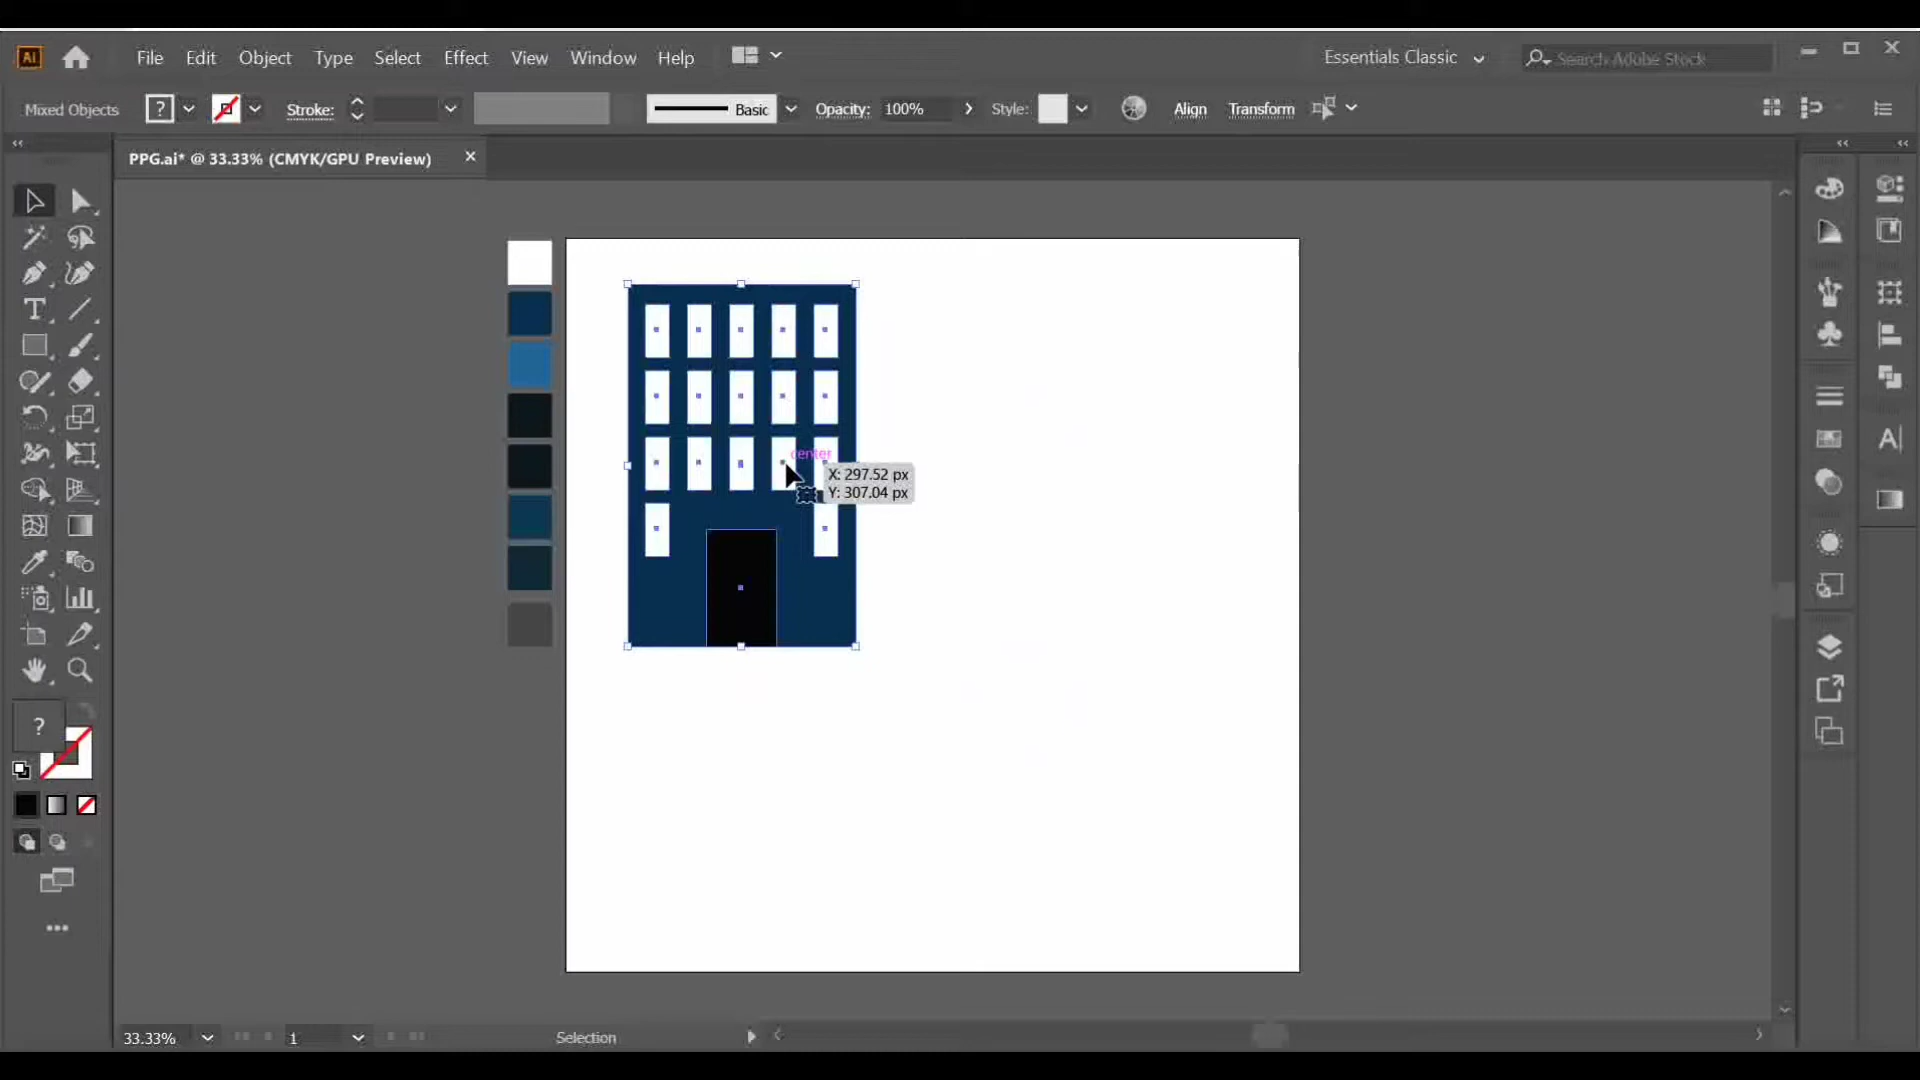 Ai File Edit Object Type Select Effect View Window Help Essentials Classic Search Adobe Stock
Mixed Objects ? Stroke: Basic Opacity: 100% Style: Align Transform
PPG.ai* @ 33.33% (CMYK/GPU Preview)
center
X: 297.52 px
Y: 307.04 px
?
33.33% 1 Selection